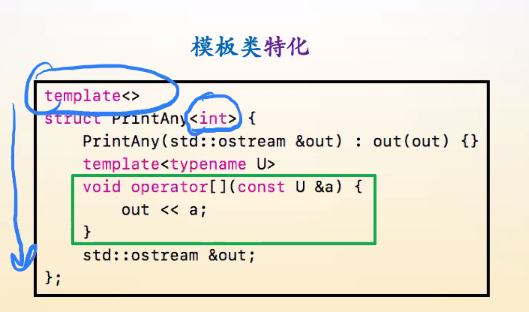 模板类特化
template<>
struct PrintAny<int> {
    PrintAny(std::ostream &out) : out(out) {}
    template<typename U>
    void operator[](const U &a) {
        out << a;
    }
    std::ostream &out;
};